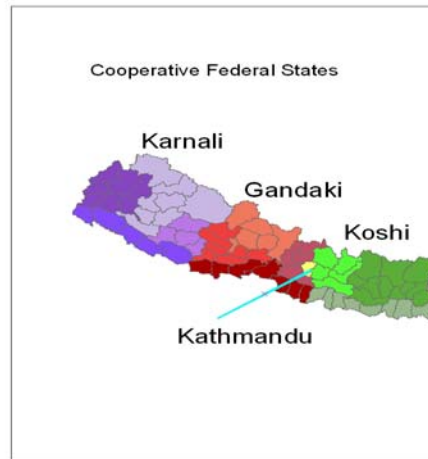 Cooperative Federal States
Karnali
Gandaki
Koshi
Kathmandu